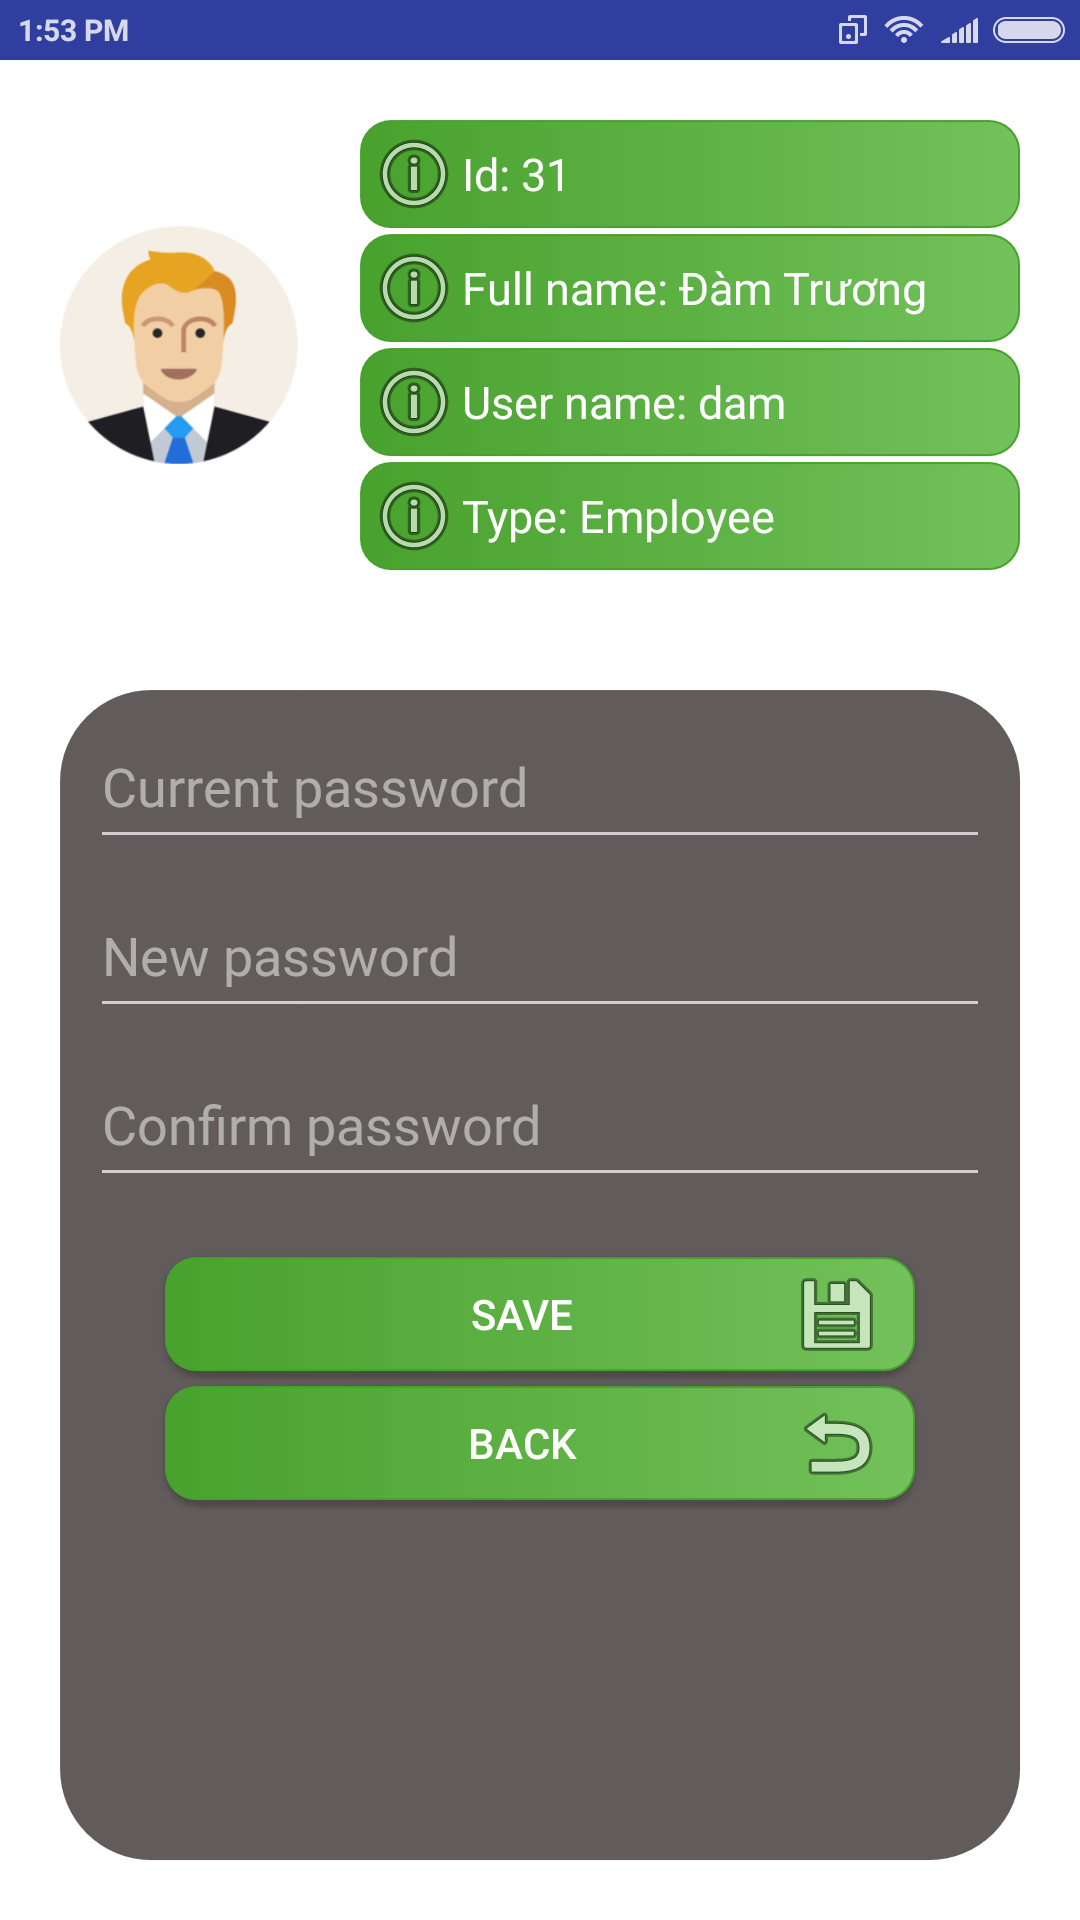 1:53 PM
Id: 31
Full name: Đàm Trương
User name: dam
Type: Employee
Current password
New password
Confirm password
SAVE
BACK